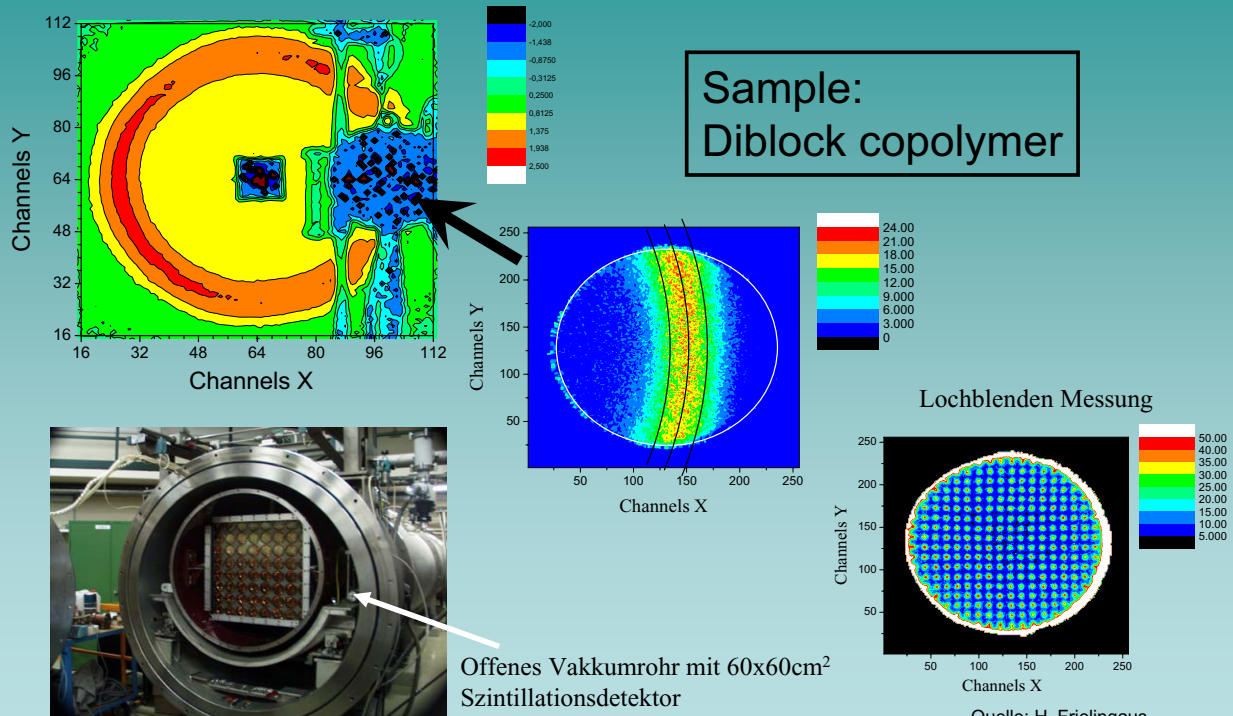 112
96
80
64
48
32
16
16 32 48 64 80 96 112
Channels Y
Channels X
-2,000
-1,438
-0,8750
-0,3125
0,2500
0,8125
1,375
1,938
2,500
Sample:
Diblock copolymer
250
200
150
100
50
50 100 150 200 250
Channels Y
Channels X
24.00
21.00
18.00
15.00
12.00
9.000
6.000
3.000
0
Lochblenden Messung
250
200
150
100
50
50 100 150 200 250
Channels Y
Channels X
50.00
40.00
35.00
30.00
25.00
20.00
15.00
10.00
5.000
Offenes Vakkumrohr mit 60x60cm²
Szintillationsdetektor
Quelle: H. Frielingaus